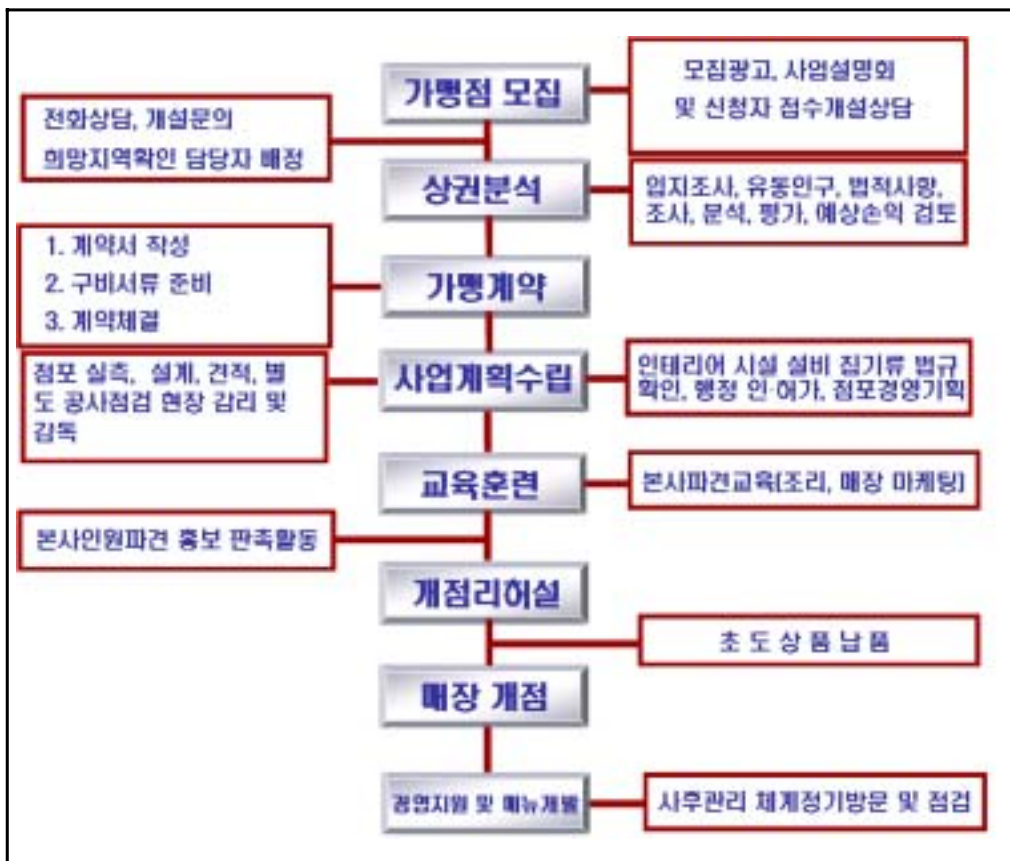 가맹점 모집
모집광고, 사업설명회
및 신청자 접수개설상담
전화상담, 개설문의
희망지역확인 담당자 배정
상권분석
입지조사, 유동인구, 법적사항,
조사, 분석, 평가, 예상손익 검토
1. 계약서 작성
2. 구비서류 준비
3. 계약체결
가맹계약
점포 실측, 설계, 견적, 별
도 공사점검 현장 감리 및
감독
사업계획수립
인테리어 시설 설비 집기류 법규
확인, 행정 인·허가, 점포경영기획
교육훈련
본사파견교육(조리, 매장 마케팅)
본사인원파견 홍보 판촉활동
개점리허설
초 도 상 품 납 품
매장 개점
경영지원 및 메뉴개발
사후관리 체계정기방문 및 점검